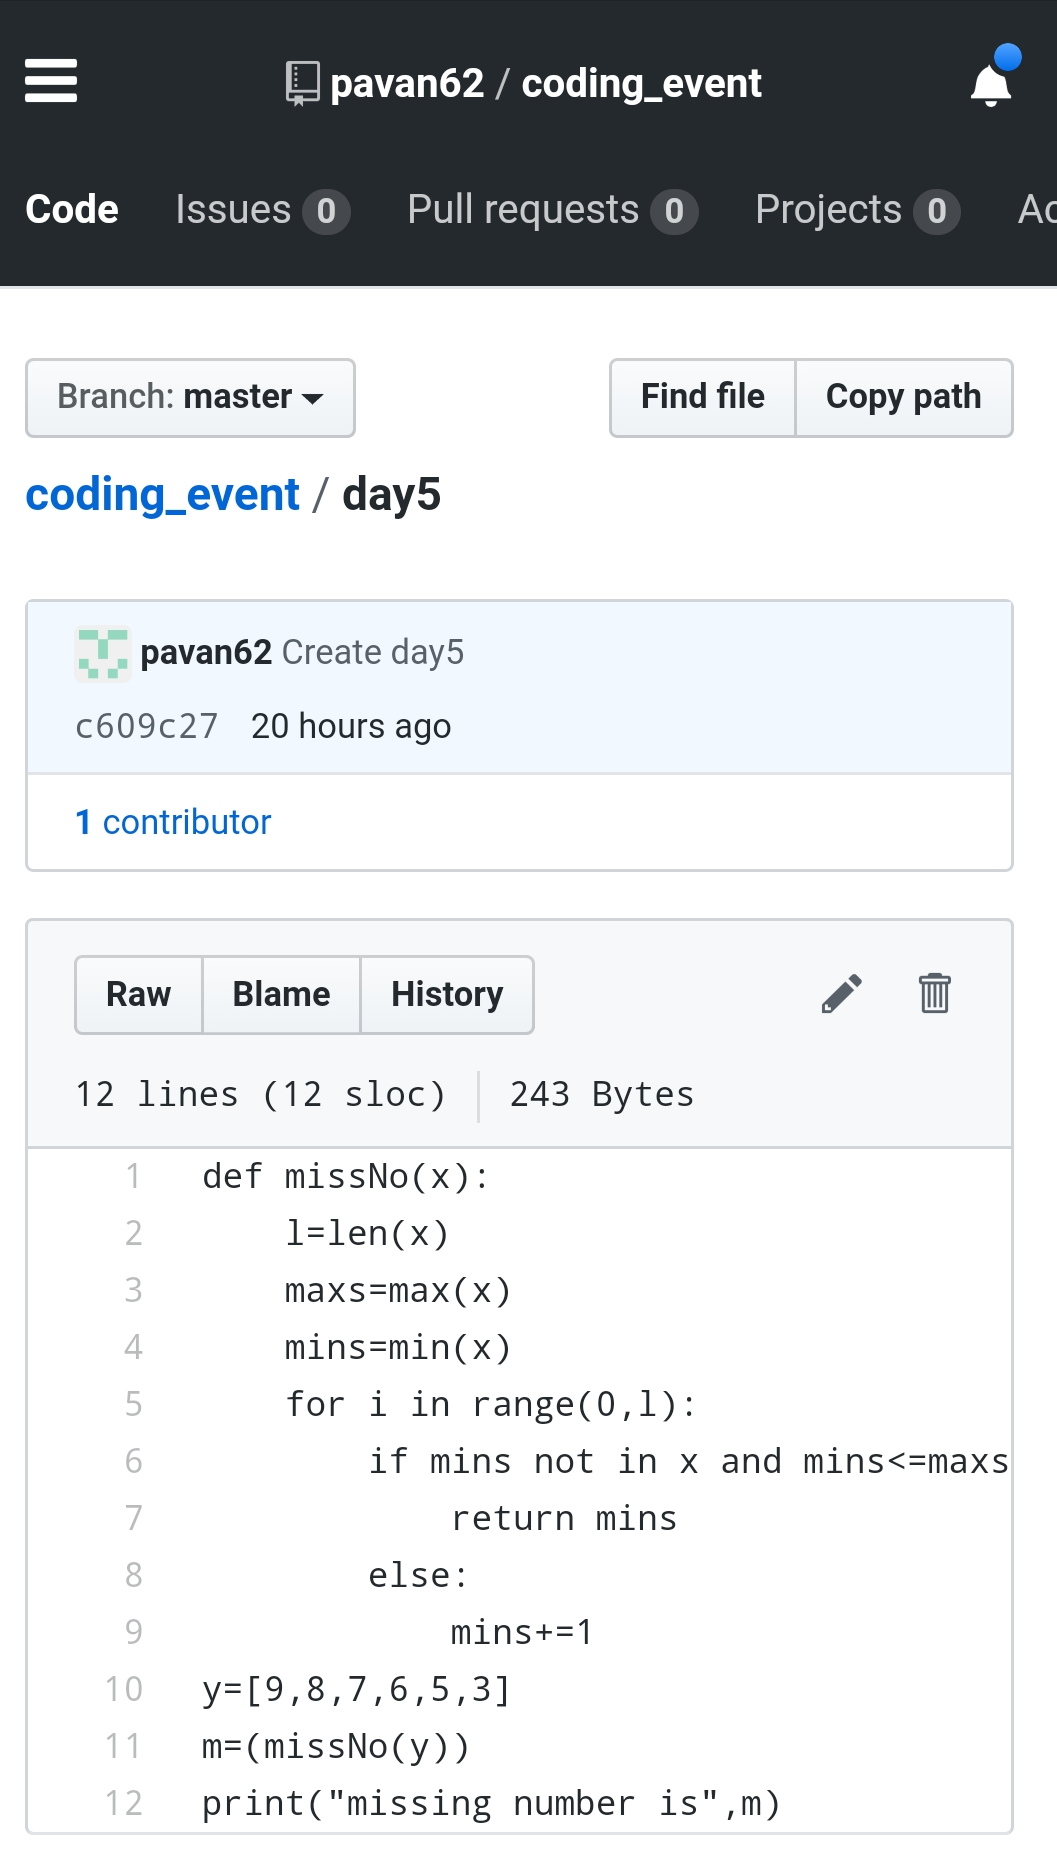 pavan62 / coding_event
Code Issues 0 Pull requests 0 Projects 0 Ac
Branch: master Find file Copy path
coding_event / day5
pavan62 Create day5
c609c27 20 hours ago
1 contributor
Raw Blame History
12 lines (12 sloc) 243 Bytes
1 def missNo(x):
2     l=len(x)
3     maxs=max(x)
4     mins=min(x)
5     for i in range(0,l):
6         if mins not in x and mins<=maxs
7             return mins
8         else:
9             mins+=1
10 y=[9,8,7,6,5,3]
11 m=(missNo(y))
12 print("missing number is",m)